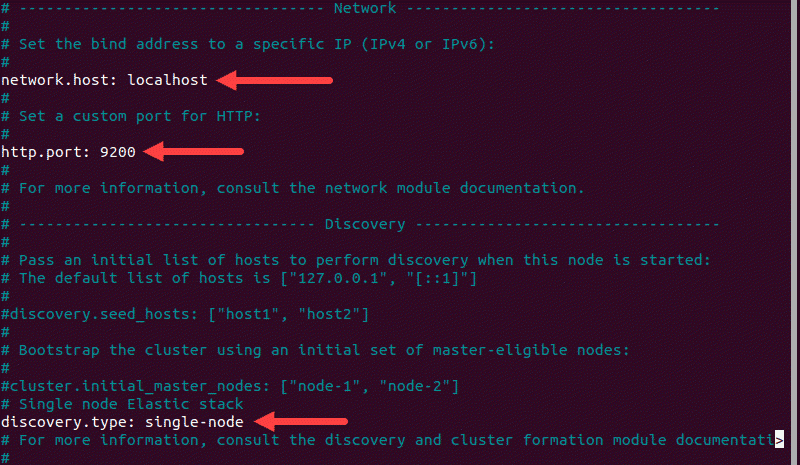 # ---------------------------------- Network -----------------------------------
#
# Set the bind address to a specific IP (IPv4 or IPv6):
#
network.host: localhost
#
# Set a custom port for HTTP:
#
http.port: 9200
#
# For more information, consult the network module documentation.
#
# --------------------------------- Discovery ----------------------------------
#
# Pass an initial list of hosts to perform discovery when this node is started:
# The default list of hosts is ["127.0.0.1", "[::1]"]
#
#discovery.seed_hosts: ["host1", "host2"]
#
# Bootstrap the cluster using an initial set of master-eligible nodes:
#
#cluster.initial_master_nodes: ["node-1", "node-2"]
# Single node Elastic stack
discovery.type: single-node
# For more information, consult the discovery and cluster formation module documentati>
#